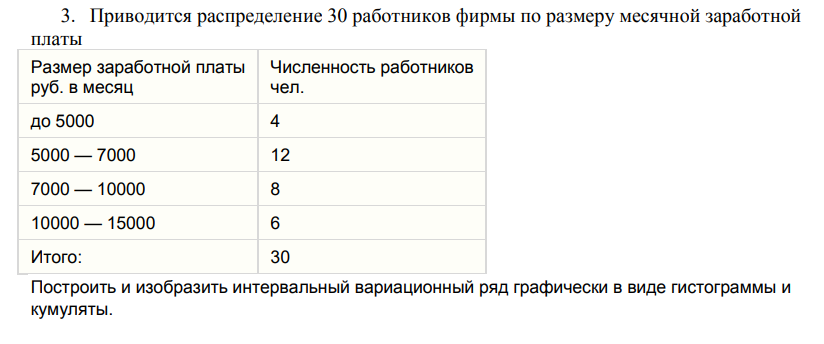 3. Приводится распределение 30 работников фирмы по размеру месячной заработной
платы
Размер заработной платы руб. в месяц | Численность работников чел.
до 5000 | 4
5000 — 7000 | 12
7000 — 10000 | 8
10000 — 15000 | 6
Итого: | 30
Построить и изобразить интервальный вариационный ряд графически в виде гистограммы и
кумуляты.